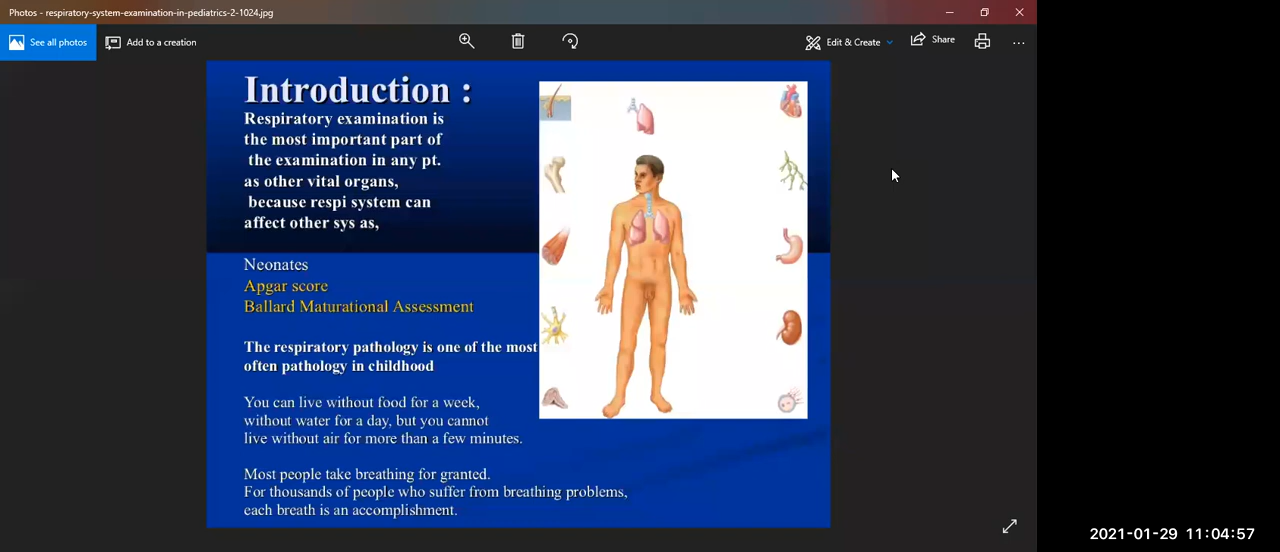 Photos - respiratory-system-examination-in-pediatrics-2-1024.jpg
See all photos
Add to a creation
Edit & Create
Share
Introduction :
Respiratory examination is
the most important part of
the examination in any pt.
as other vital organs,
because respi system can
affect other sys as,
Neonates
Apgar score
Ballard Maturational Assessment
The respiratory pathology is one of the most
often pathology in childhood
You can live without food for a week,
without water for a day, but you cannot
live without air for more than a few minutes.
Most people take breathing for granted.
For thousands of people who suffer from breathing problems,
each breath is an accomplishment.
2021-01-29 11:04:57